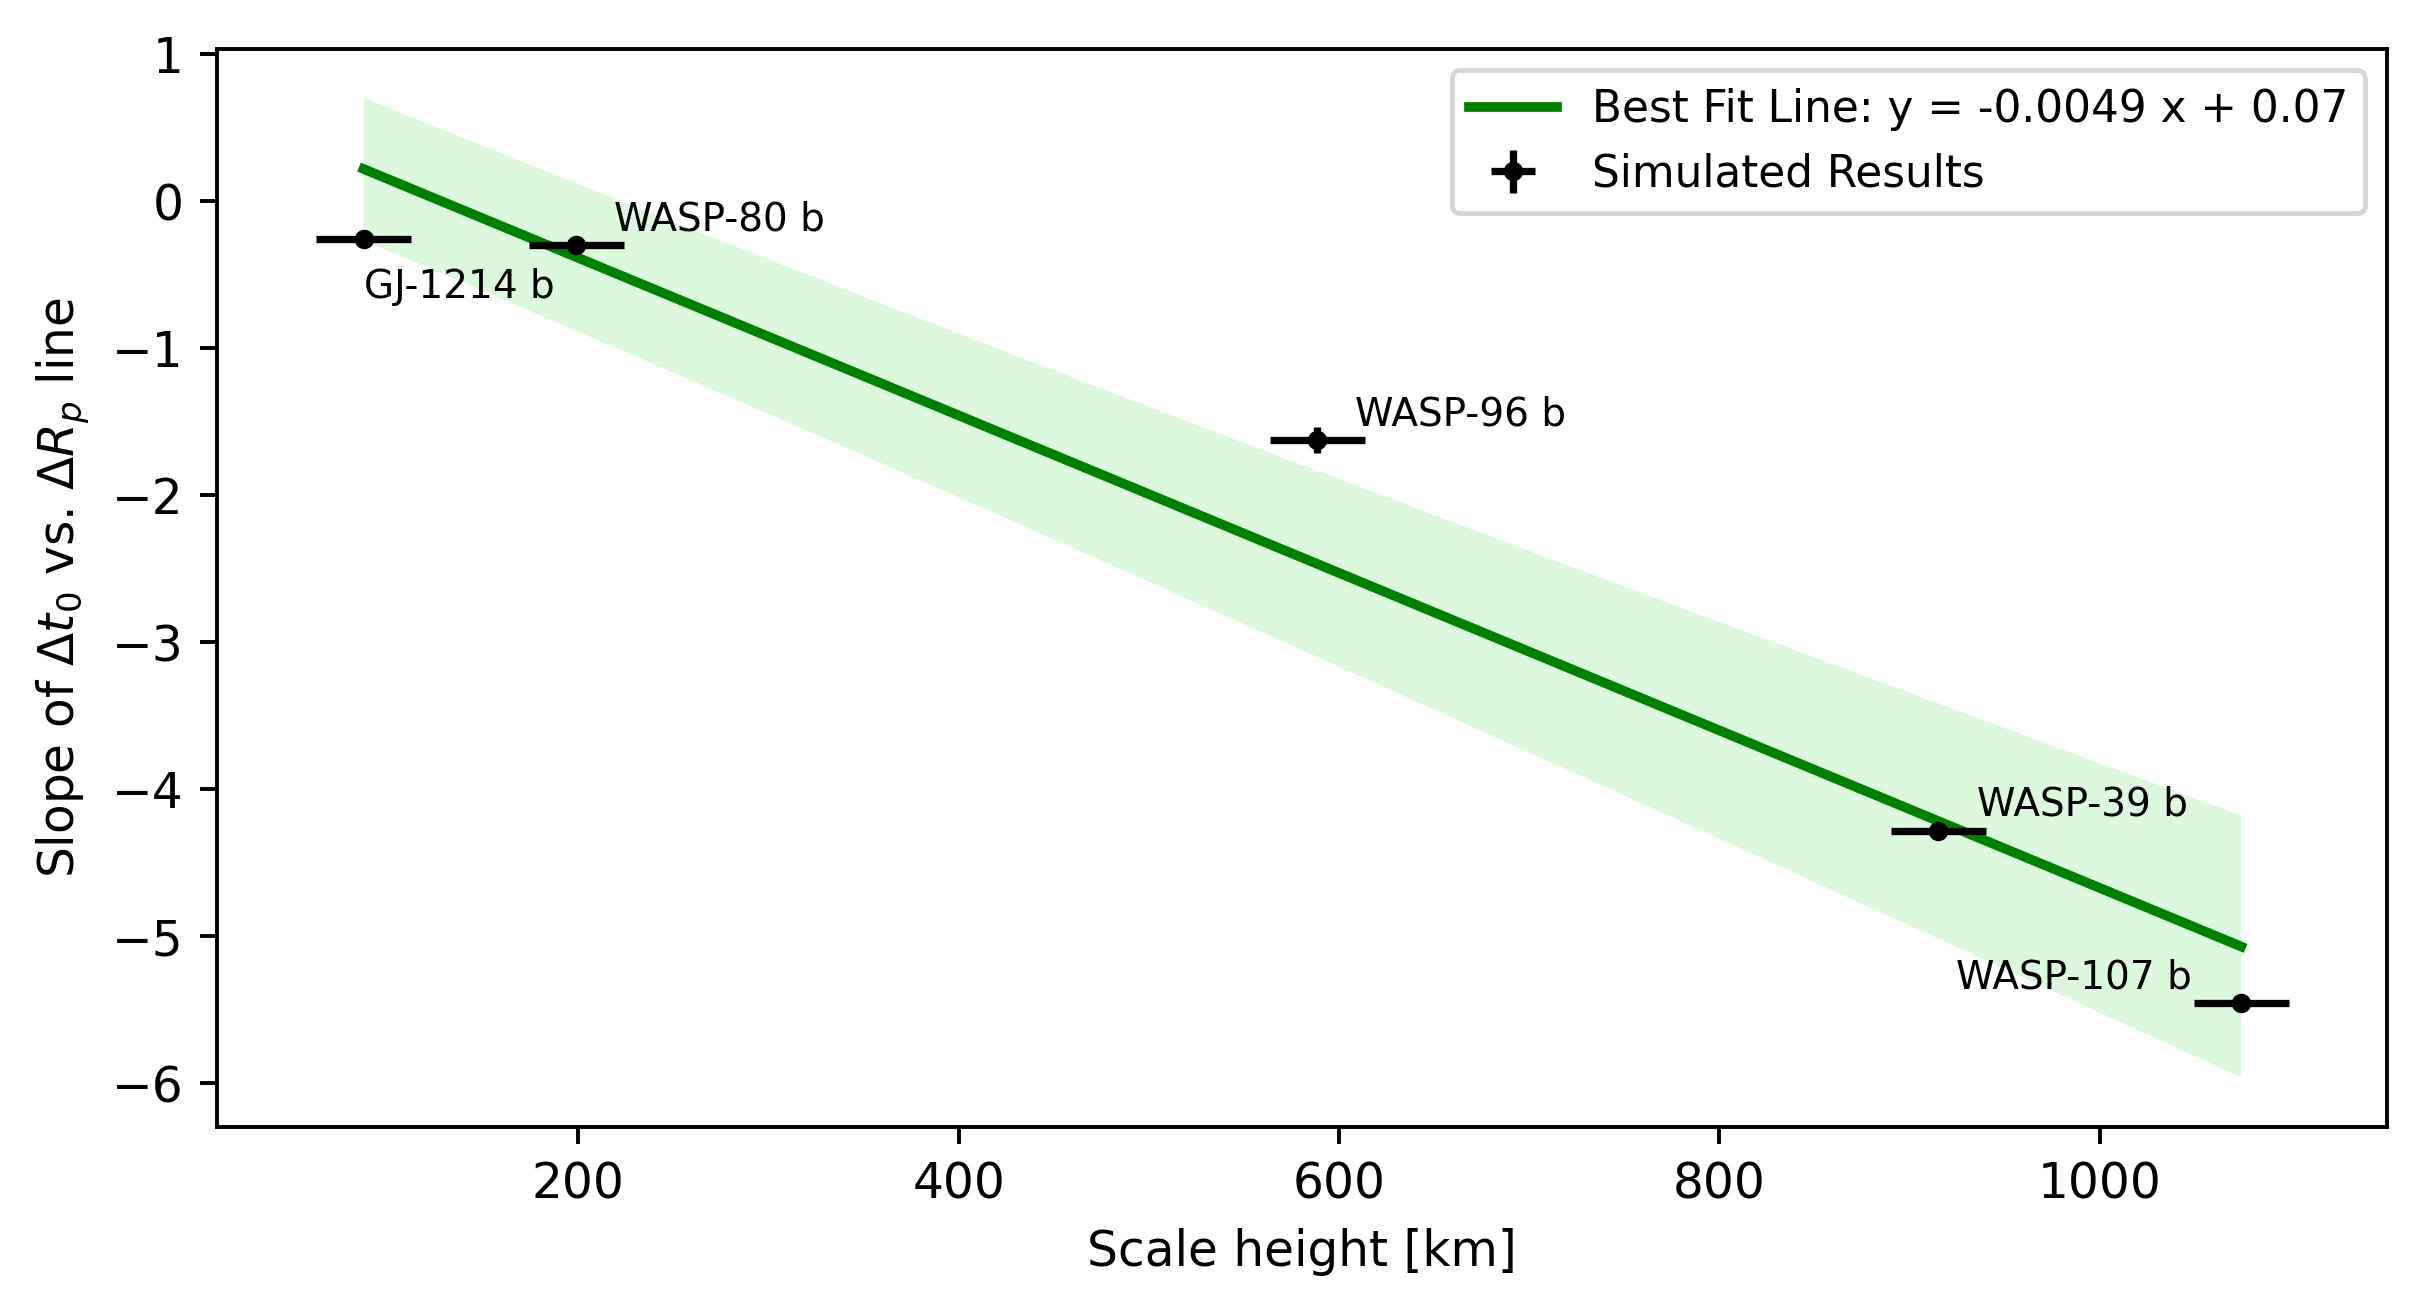 Best Fit Line: y = -0.0049 x + 0.07
Simulated Results
WASP-80 b
GJ-1214 b
WASP-96 b
WASP-39 b
WASP-107 b
1
0
−1
−2
−3
−4
−5
−6
Slope of Δt₀ vs. ΔRₚ line
200 400 600 800 1000
Scale height [km]